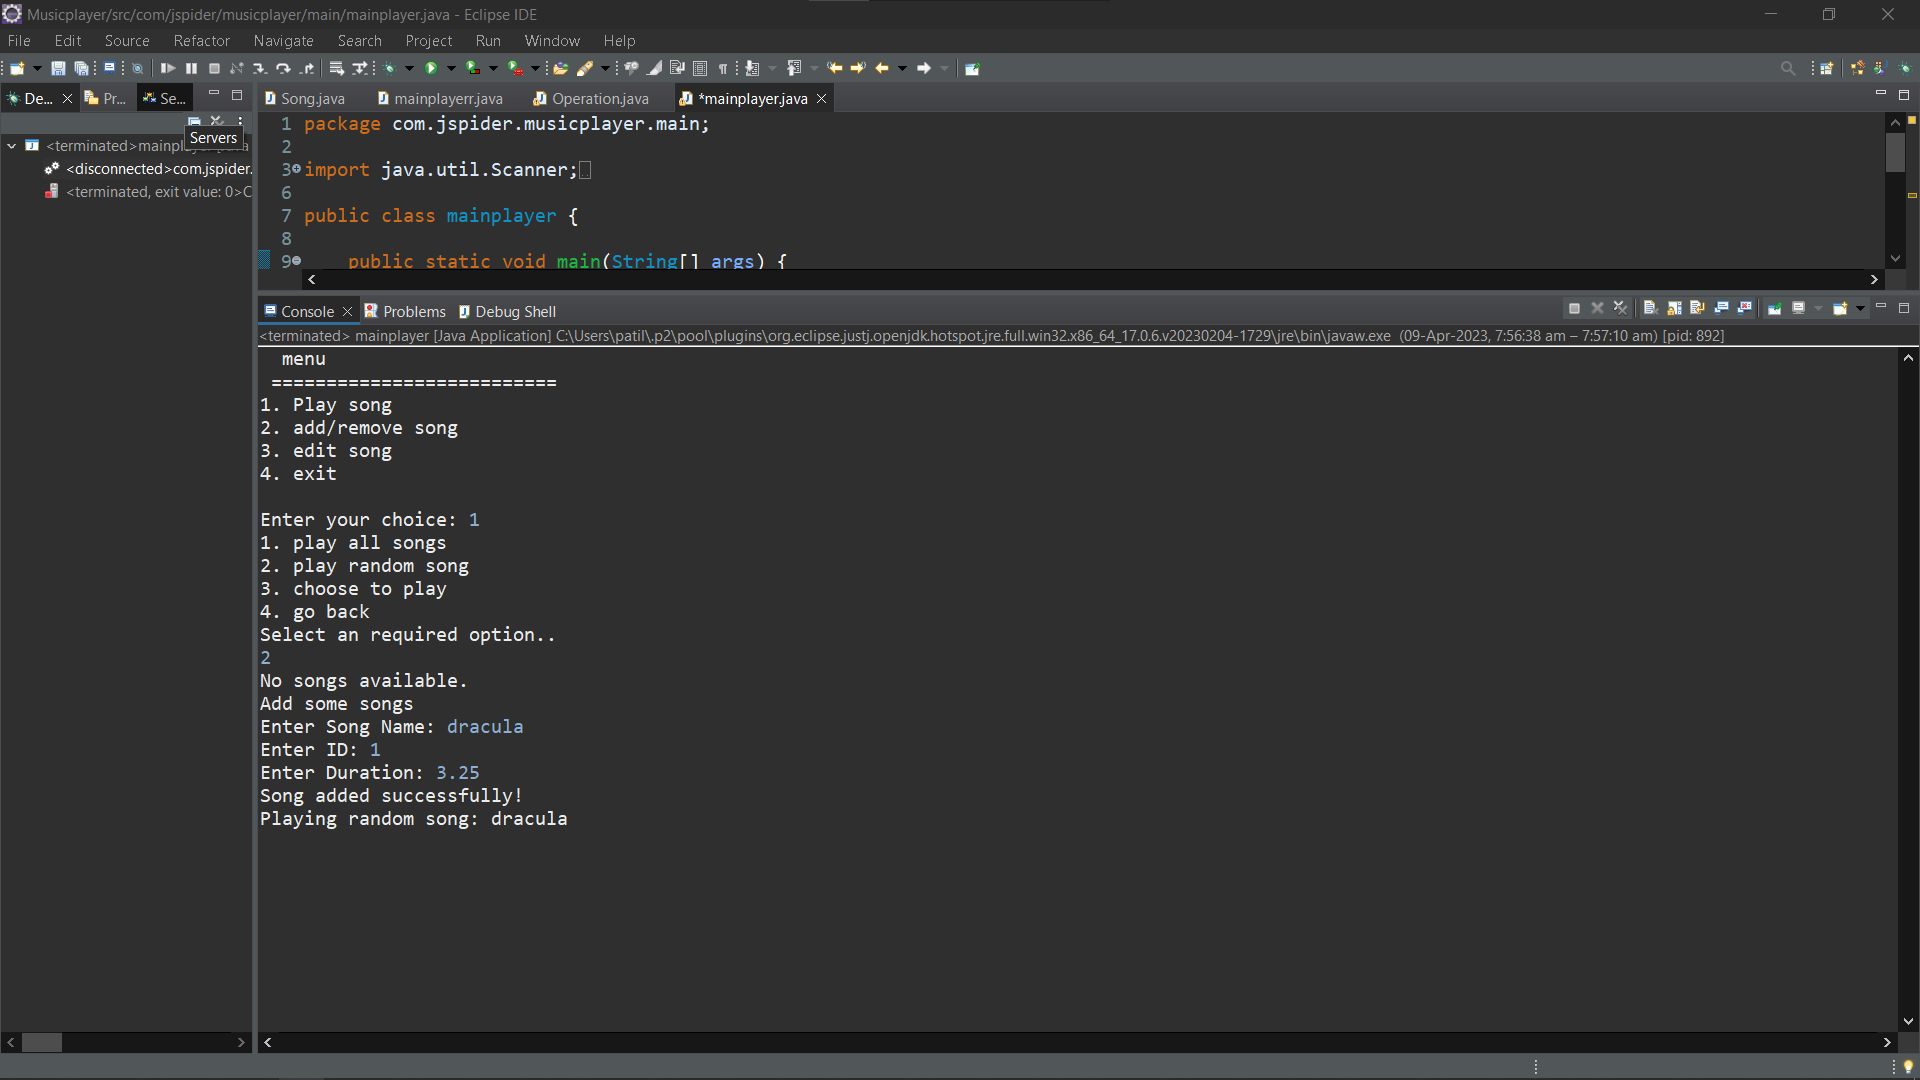 Musicplayer/src/com/jspider/musicplayer/main/mainplayer.java - Eclipse IDE
File Edit Source Refactor Navigate Search Project Run Window Help
De... Pr... Se...
Servers
<terminated>mainpl
<disconnected>com.jspider.
<terminated, exit value: 0>C
Song.java mainplayerr.java Operation.java *mainplayer.java
1 package com.jspider.musicplayer.main;
2
3 import java.util.Scanner;
6
7 public class mainplayer {
8
9 public static void main(String[] args) {
Console Problems Debug Shell
<terminated> mainplayer [Java Application] C:\Users\patil\.p2\pool\plugins\org.eclipse.justj.openjdk.hotspot.jre.full.win32.x86_64_17.0.6.v20230204-1729\jre\bin\javaw.exe (09-Apr-2023, 7:56:38 am – 7:57:10 am) [pid: 892]
menu
==========================
1. Play song
2. add/remove song
3. edit song
4. exit
Enter your choice: 1
1. play all songs
2. play random song
3. choose to play
4. go back
Select an required option..
2
No songs available.
Add some songs
Enter Song Name: dracula
Enter ID: 1
Enter Duration: 3.25
Song added successfully!
Playing random song: dracula